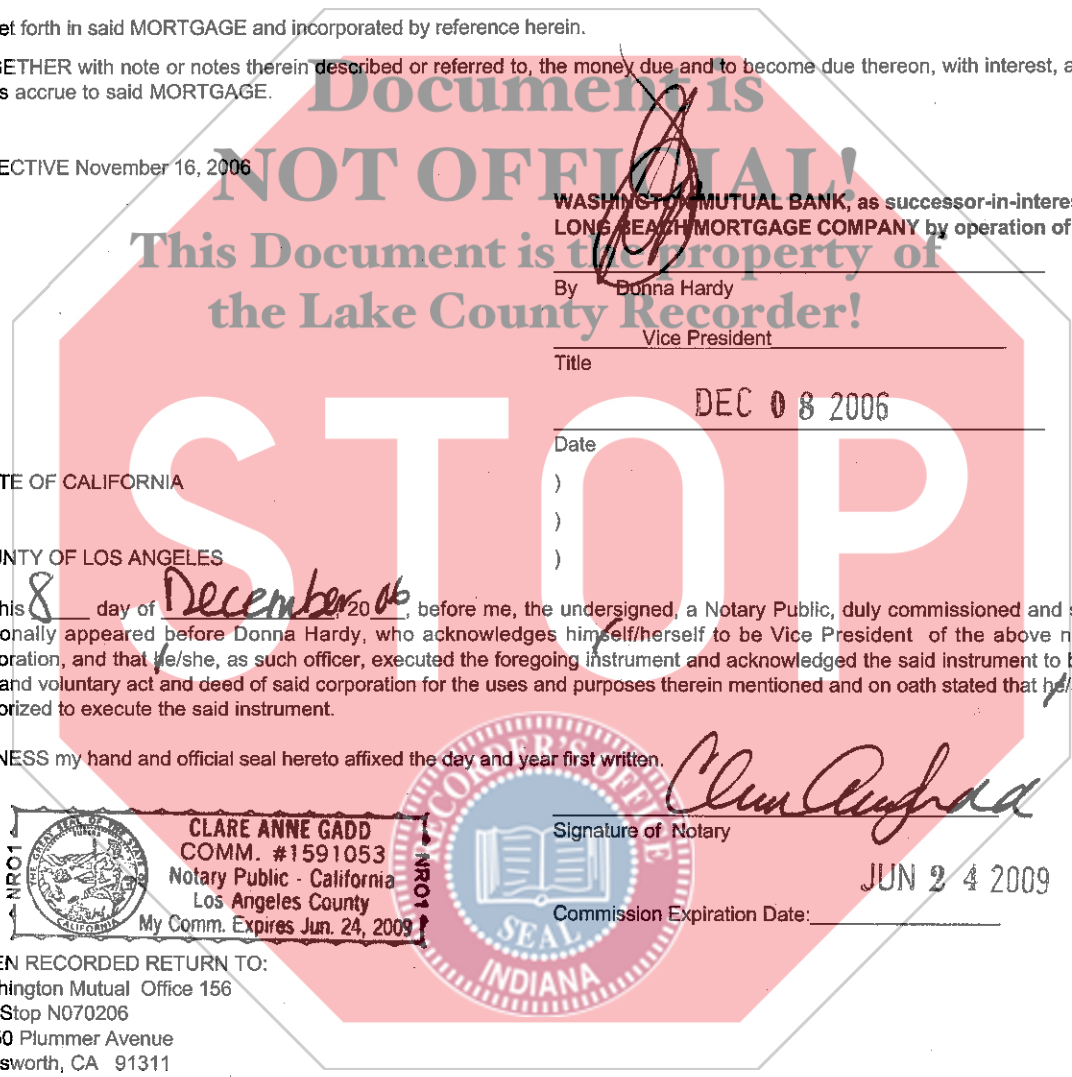 et forth in said MORTGAGE and incorporated by reference herein.
GETHER with note or notes therein described or referred to, the money due and to become due thereon, with interest, a
s accrue to said MORTGAGE.
Document is
NOT OFFICIAL!
This Document is the property of
the Lake County Recorder!
ECTIVE November 16, 2006
WASHINGTON MUTUAL BANK, as successor-in-interes
LONG BEACH MORTGAGE COMPANY by operation of
By Donna Hardy
Vice President
Title
DEC 08 2006
Date
STOP
TE OF CALIFORNIA )
)
UNTY OF LOS ANGELES )
his 8 day of December, 2006, before me, the undersigned, a Notary Public, duly commissioned and s
onally appeared before Donna Hardy, who acknowledges himself/herself to be Vice President of the above n
oration, and that he/she, as such officer, executed the foregoing instrument and acknowledged the said instrument to b
and voluntary act and deed of said corporation for the uses and purposes therein mentioned and on oath stated that he/
orized to execute the said instrument.
NESS my hand and official seal hereto affixed the day and year first written.
NRO1
THE GREAT SEAL OF THE STATE OF
CALIFORNIA
CLARE ANNE GADD
COMM. #1591053
Notary Public - California
Los Angeles County
My Comm. Expires Jun. 24, 2009
NRO1
RECORDER'S OFFICE
SEAL
INDIANA
Signature of Notary
JUN 24 2009
Commission Expiration Date:
EN RECORDED RETURN TO:
hington Mutual Office 156
Stop N070206
0 Plummer Avenue
sworth, CA 91311